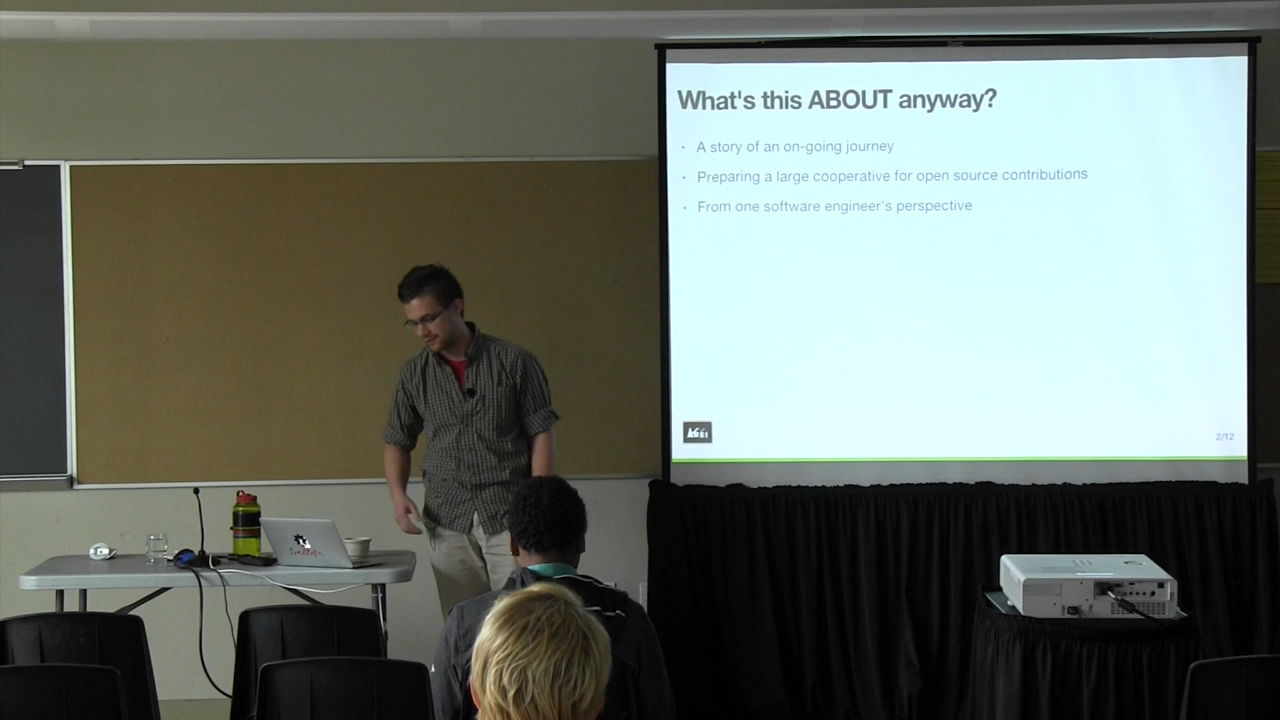 What's this ABOUT anyway?
· A story of an on-going journey
· Preparing a large cooperative for open source contributions
· From one software engineer's perspective
2/12